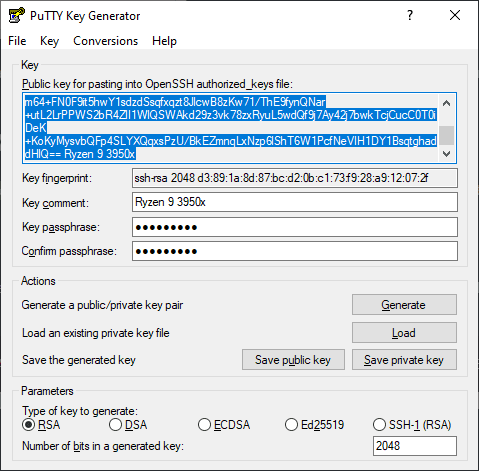 PuTTY Key Generator
File Key Conversions Help
Key
Public key for pasting into OpenSSH authorized_keys file:
m64+FN0F9it5hwY1sdzdSsqfxqzt8JIcwB8zKw71/ThE9fynQNar
+utL2LrPPWS2bR4ZlI1WIQSWAkd29z3vk78zxRyuL5wdQf9j7Ay42j7bwkTcjCucC0T0i
DeK
+KoKyMysvbQFp4SLYXQqxsPzU/BkEZmnqLxNzp6lShT6W1PcfNeVIH1DY1Bsqtghad
dHIQ== Ryzen 9 3950x
Key fingerprint: ssh-rsa 2048 d3:89:1a:8d:87:bc:d2:0b:c1:73:f9:28:a9:12:07:2f
Key comment: Ryzen 9 3950x
Key passphrase: ●●●●●●●●●
Confirm passphrase: ●●●●●●●●●
Actions
Generate a public/private key pair Generate
Load an existing private key file Load
Save the generated key Save public key Save private key
Parameters
Type of key to generate:
RSA DSA ECDSA Ed25519 SSH-1 (RSA)
Number of bits in a generated key: 2048